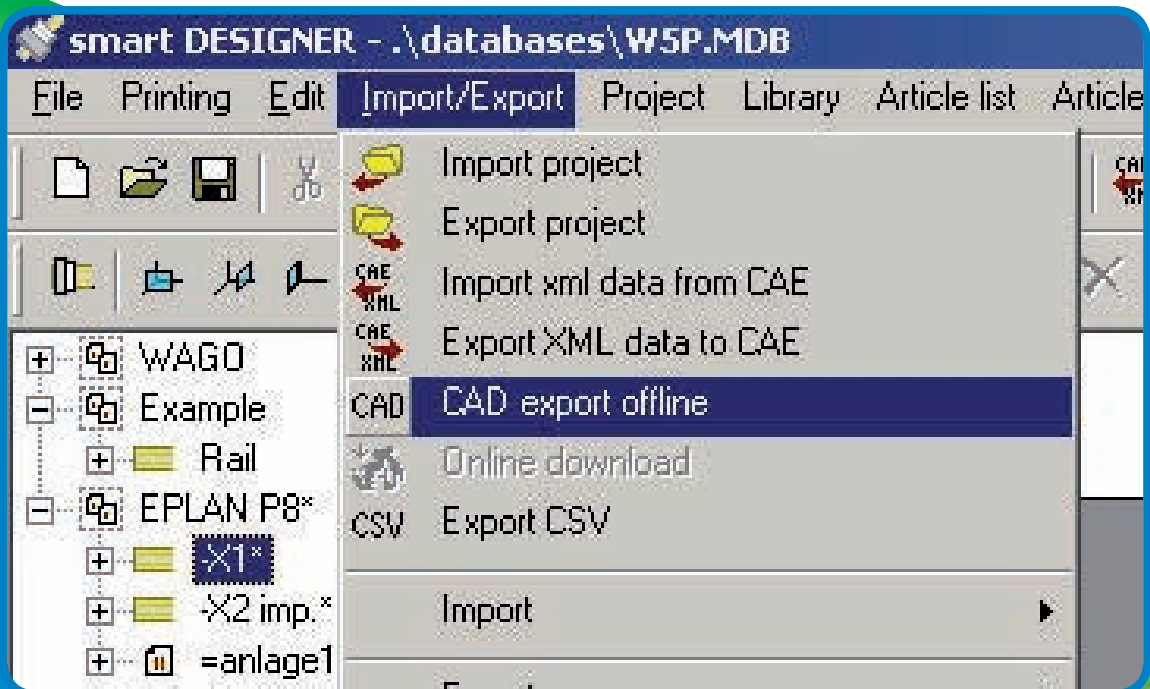 smart DESIGNER - .\databases\WSP.MDB
File Printing Edit Import/Export Project Library Article list Article
Import project
Export project
CAE XML Import xml data from CAE
CAE XML Export XML data to CAE
CAD CAD export offline
Online download
CSV Export CSV
Import
WAGO
Example
Rail
EPLAN P8*
-X1*
-X2 imp.*
=anlage1